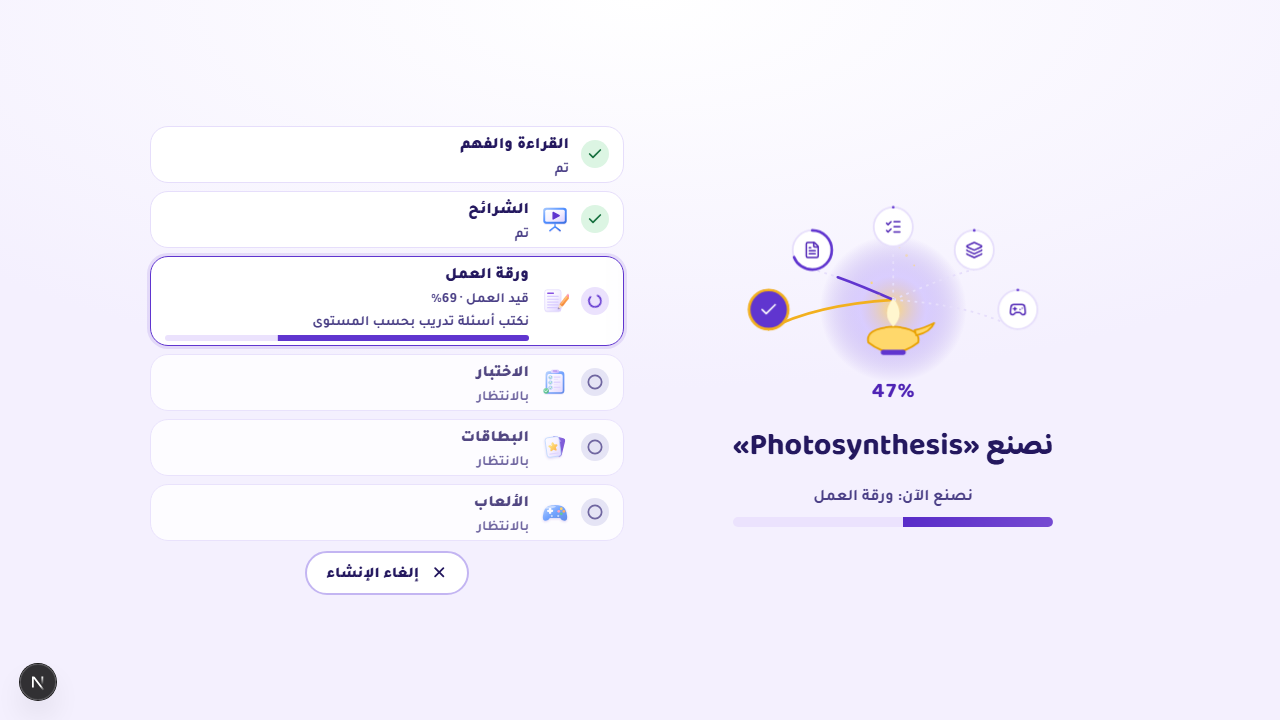 47%
نصنع «Photosynthesis»
نصنع الآن: ورقة العمل
القراءة والفهم
تم
الشرائح
تم
ورقة العمل
قيد العمل · 69%
نكتب أسئلة تدريب بحسب المستوى
الاختبار
بالانتظار
البطاقات
بالانتظار
الألعاب
بالانتظار
إلغاء الإنشاء
N